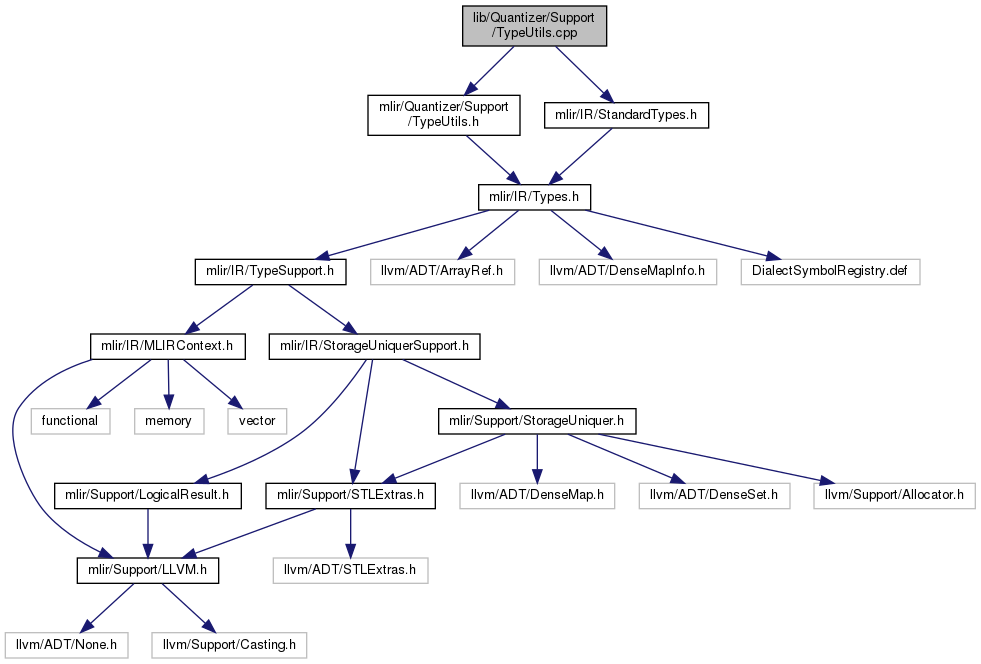 lib/Quantizer/Support
/TypeUtils.cpp
mlir/Quantizer/Support
/TypeUtils.h
mlir/IR/StandardTypes.h
mlir/IR/Types.h
mlir/IR/TypeSupport.h
llvm/ADT/ArrayRef.h
llvm/ADT/DenseMapInfo.h
DialectSymbolRegistry.def
mlir/IR/MLIRContext.h
mlir/IR/StorageUniquerSupport.h
functional
memory
vector
mlir/Support/StorageUniquer.h
mlir/Support/LogicalResult.h
mlir/Support/STLExtras.h
llvm/ADT/DenseMap.h
llvm/ADT/DenseSet.h
llvm/Support/Allocator.h
mlir/Support/LLVM.h
llvm/ADT/STLExtras.h
llvm/ADT/None.h
llvm/Support/Casting.h